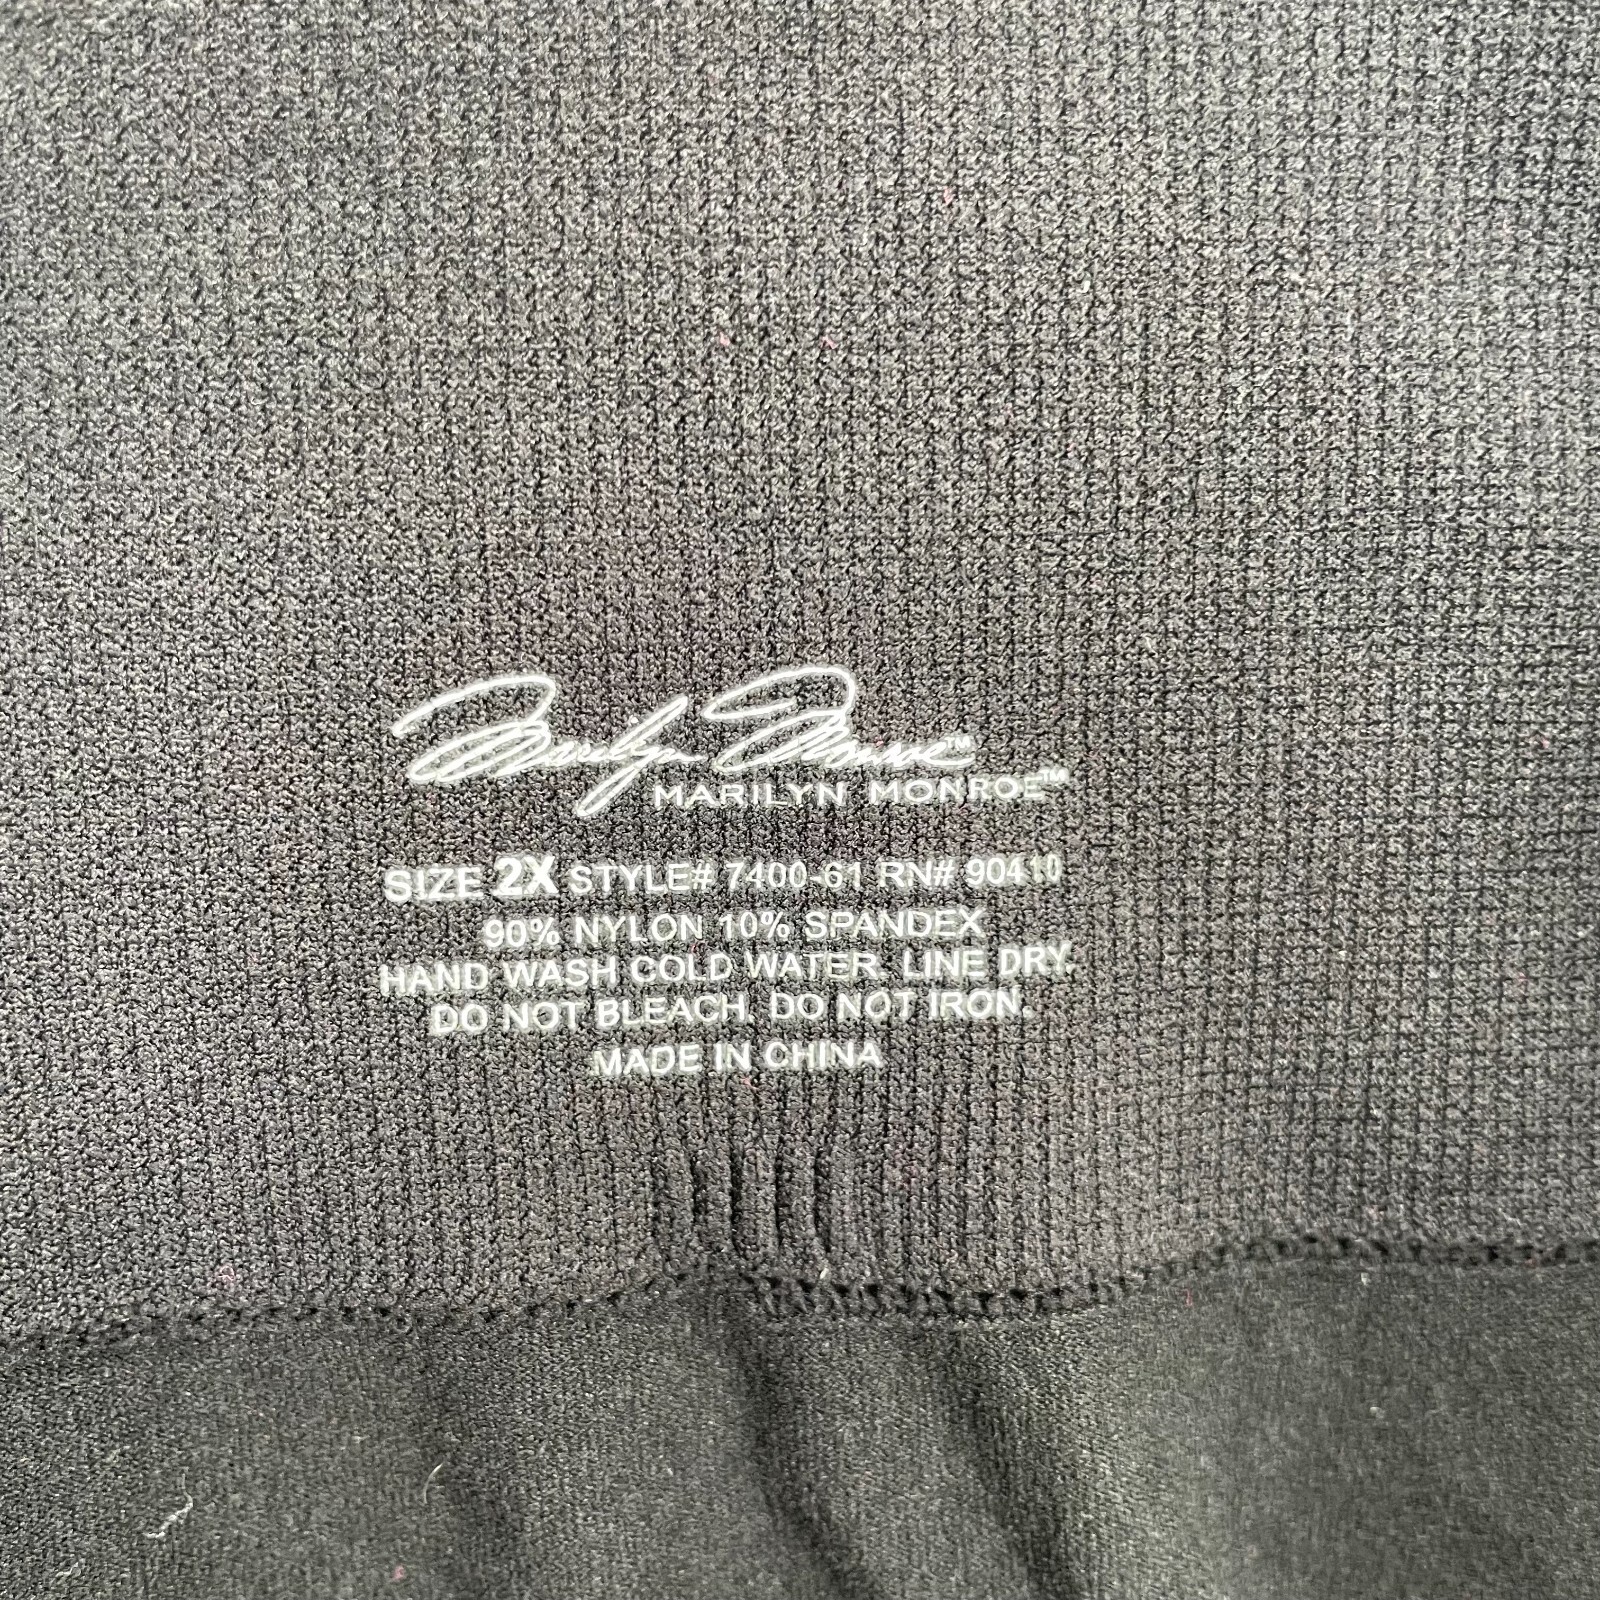 Marilyn Monroe™
MARILYN MONROE™
SIZE 2X STYLE# 7400-61 RN# 90410
90% NYLON 10% SPANDEX
HAND WASH COLD WATER. LINE DRY.
DO NOT BLEACH. DO NOT IRON.
MADE IN CHINA